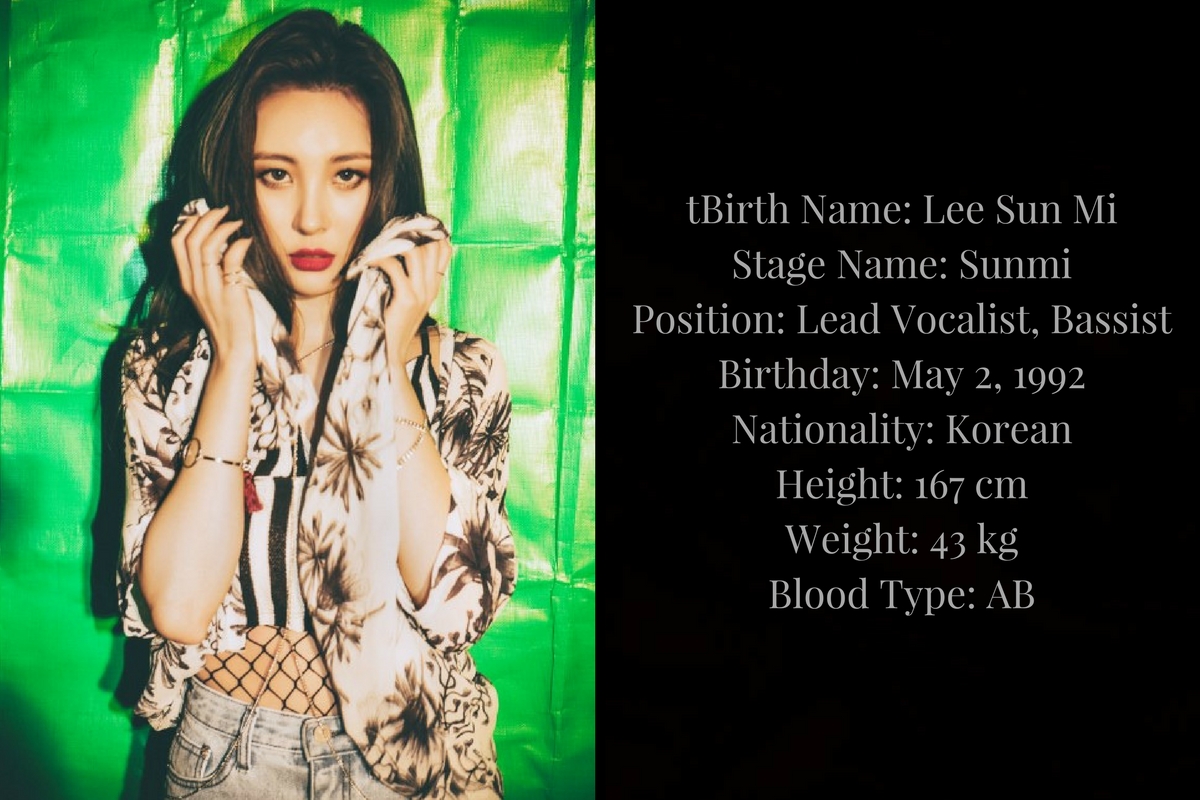 tBirth Name: Lee Sun Mi
Stage Name: Sunmi
Position: Lead Vocalist, Bassist
Birthday: May 2, 1992
Nationality: Korean
Height: 167 cm
Weight: 43 kg
Blood Type: AB